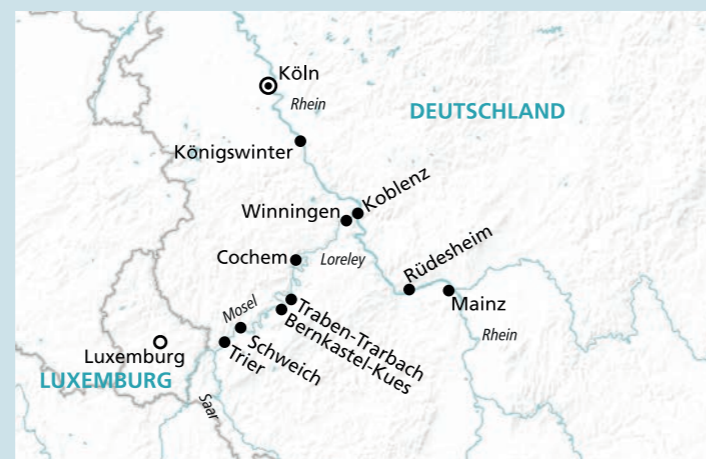 Köln
Rhein
DEUTSCHLAND
Königswinter
Koblenz
Winningen
Cochem
Loreley
Rüdesheim
Mainz
Mosel
Traben-Trarbach
Bernkastel-Kues
Rhein
Schweich
Luxemburg
Trier
LUXEMBURG
Saar